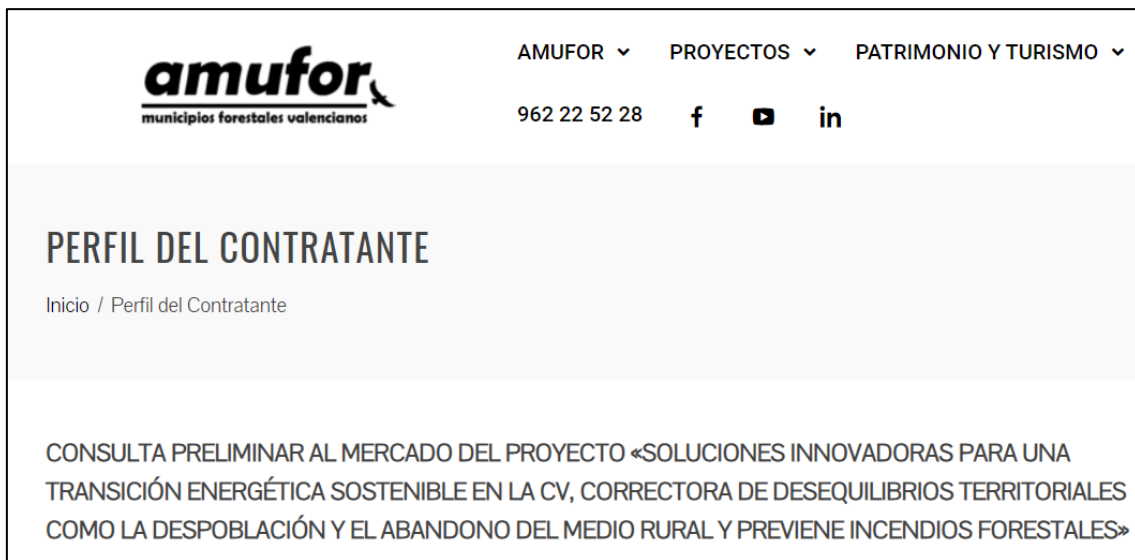 amufor
municipios forestales valencianos
AMUFOR PROYECTOS PATRIMONIO Y TURISMO
962 22 52 28 f in
PERFIL DEL CONTRATANTE
Inicio / Perfil del Contratante
CONSULTA PRELIMINAR AL MERCADO DEL PROYECTO «SOLUCIONES INNOVADORAS PARA UNA
TRANSICIÓN ENERGÉTICA SOSTENIBLE EN LA CV, CORRECTORA DE DESEQUILIBRIOS TERRITORIALES
COMO LA DESPOBLACIÓN Y EL ABANDONO DEL MEDIO RURAL Y PREVIENE INCENDIOS FORESTALES»